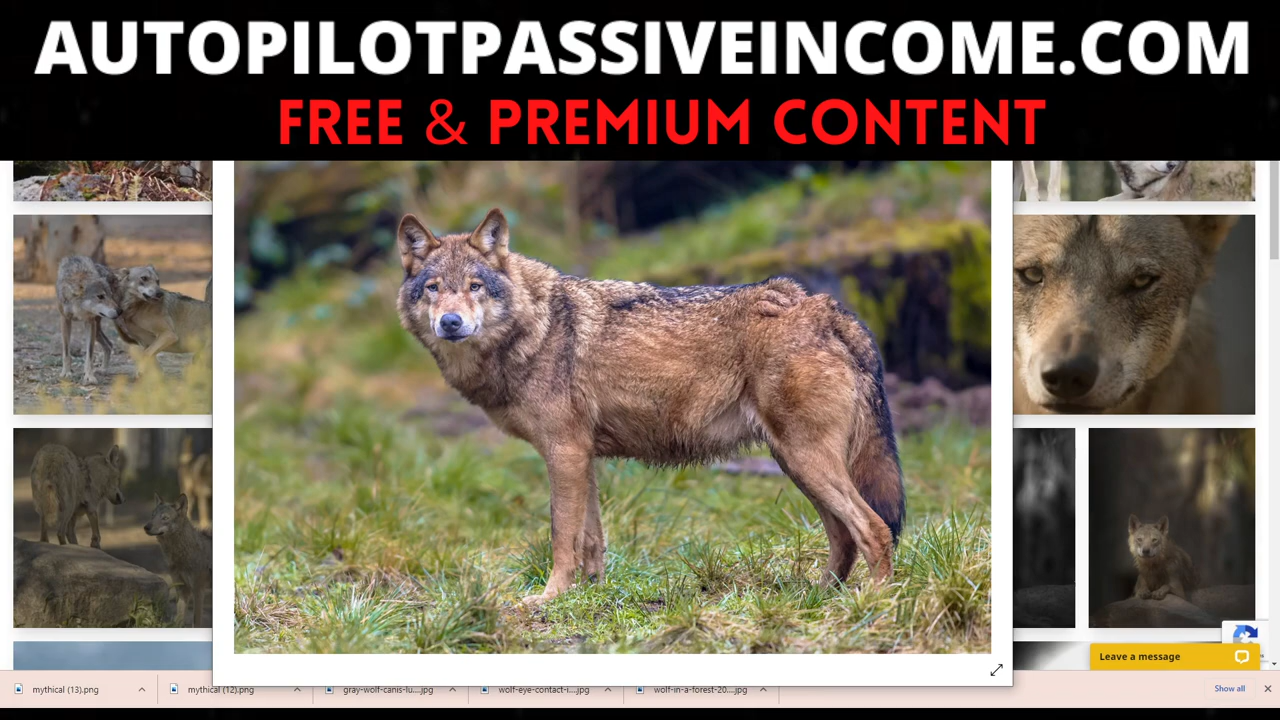 AUTOPILOTPASSIVEINCOME.COM
FREE & PREMIUM CONTENT
Leave a message
mythical (13).png
mythical (12).png
gray-wolf-canis-lu....jpg
wolf-eye-contact-i....jpg
wolf-in-a-forest-20....jpg
Show all